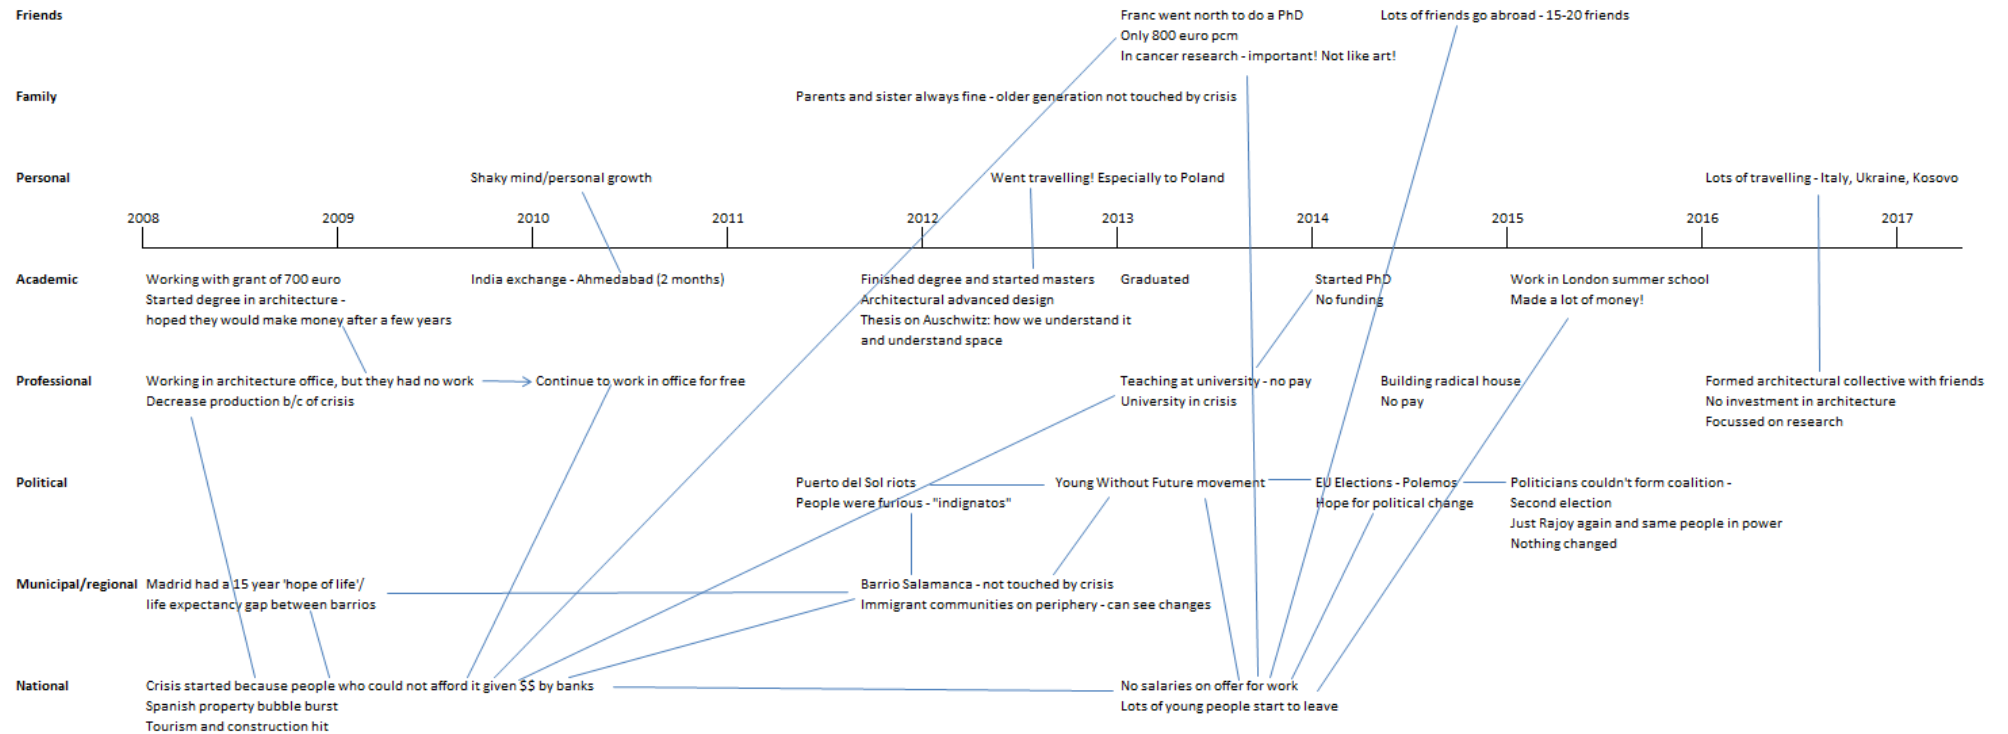 Friends
Franc went north to do a PhD
Only 800 euro pcm
In cancer research - important! Not like art!
Lots of friends go abroad - 15-20 friends
Family
Parents and sister always fine - older generation not touched by crisis
Personal
Shaky mind/personal growth
Went travelling! Especially to Poland
Lots of travelling - Italy, Ukraine, Kosovo
2008 2009 2010 2011 2012 2013 2014 2015 2016 2017
Academic
Working with grant of 700 euro
Started degree in architecture -
hoped they would make money after a few years
India exchange - Ahmedabad (2 months)
Finished degree and started masters
Architectural advanced design
Thesis on Auschwitz: how we understand it
and understand space
Graduated
Started PhD
No funding
Work in London summer school
Made a lot of money!
Professional
Working in architecture office, but they had no work
Decrease production b/c of crisis
Continue to work in office for free
Teaching at university - no pay
University in crisis
Building radical house
No pay
Formed architectural collective with friends
No investment in architecture
Focussed on research
Political
Puerto del Sol riots
People were furious - "indignatos"
Young Without Future movement
EU Elections - Polemos
Hope for political change
Politicians couldn't form coalition -
Second election
Just Rajoy again and same people in power
Nothing changed
Municipal/regional
Madrid had a 15 year 'hope of life'/
life expectancy gap between barrios
Barrio Salamanca - not touched by crisis
Immigrant communities on periphery - can see changes
National
Crisis started because people who could not afford it given $$ by banks
Spanish property bubble burst
Tourism and construction hit
No salaries on offer for work
Lots of young people start to leave